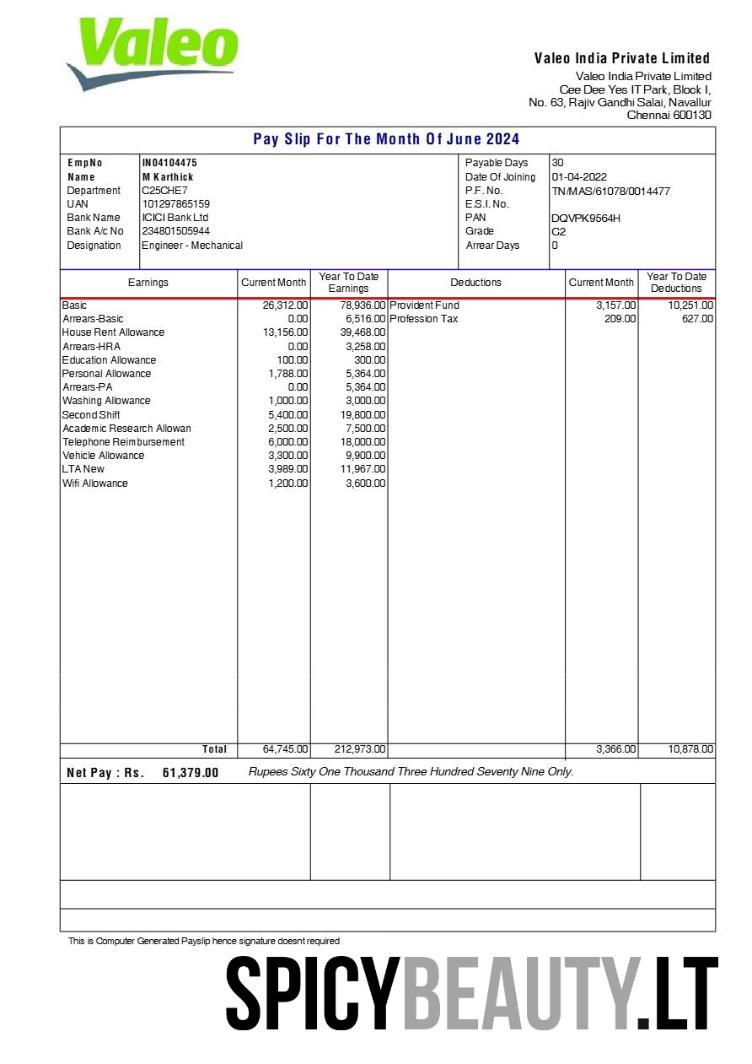 Valeo
Valeo India Private Limited
Valeo India Private Limited
Cee Dee Yes IT Park, Block I,
No. 63, Rajiv Gandhi Salai, Navallur
Chennai 600130
Pay Slip For The Month Of June 2024
EmpNo IN04104475 Payable Days 30
Name M Karthick Date Of Joining 01-04-2022
Department C25CHE7 P.F. No. TN/MAS/61078/0014477
UAN 101297865159 E.S.I. No.
Bank Name ICICI Bank Ltd PAN DQVPK9564H
Bank A/c No 234801505944 Grade C2
Designation Engineer - Mechanical Arrear Days 0
Earnings Current Month Year To Date Earnings Deductions Current Month Year To Date Deductions
Basic 26,312.00 78,936.00 Provident Fund 3,157.00 10,251.00
Arrears-Basic 0.00 6,516.00 Profession Tax 209.00 627.00
House Rent Allowance 13,156.00 39,468.00
Arrears-HRA 0.00 3,258.00
Education Allowance 100.00 300.00
Personal Allowance 1,788.00 5,364.00
Arrears-PA 0.00 5,364.00
Washing Allowance 1,000.00 3,000.00
Second Shift 5,400.00 19,800.00
Academic Research Allowan 2,500.00 7,500.00
Telephone Reimbursement 6,000.00 18,000.00
Vehicle Allowance 3,300.00 9,900.00
LTA New 3,989.00 11,967.00
Wifi Allowance 1,200.00 3,600.00
Total 64,745.00 212,973.00 3,366.00 10,878.00
Net Pay : Rs. 61,379.00 Rupees Sixty One Thousand Three Hundred Seventy Nine Only.
This is Computer Generated Payslip hence signature doesnt required
SPICYBEAUTY.LT